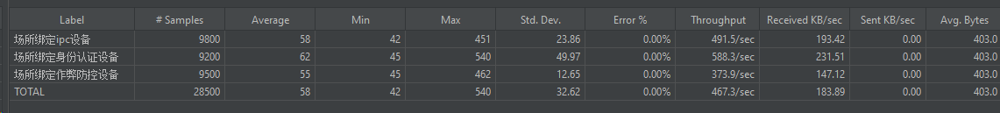 Label # Samples Average Min Max Std. Dev. Error % Throughput Received KB/sec Sent KB/sec Avg. Bytes
场所绑定ipc设备 9800 58 42 451 23.86 0.00% 491.5/sec 193.42 0.00 403.0
场所绑定身份认证设备 9200 62 45 540 49.97 0.00% 588.3/sec 231.51 0.00 403.0
场所绑定作弊防控设备 9500 55 45 462 12.65 0.00% 373.9/sec 147.12 0.00 403.0
TOTAL 28500 58 42 540 32.62 0.00% 467.3/sec 183.89 0.00 403.0